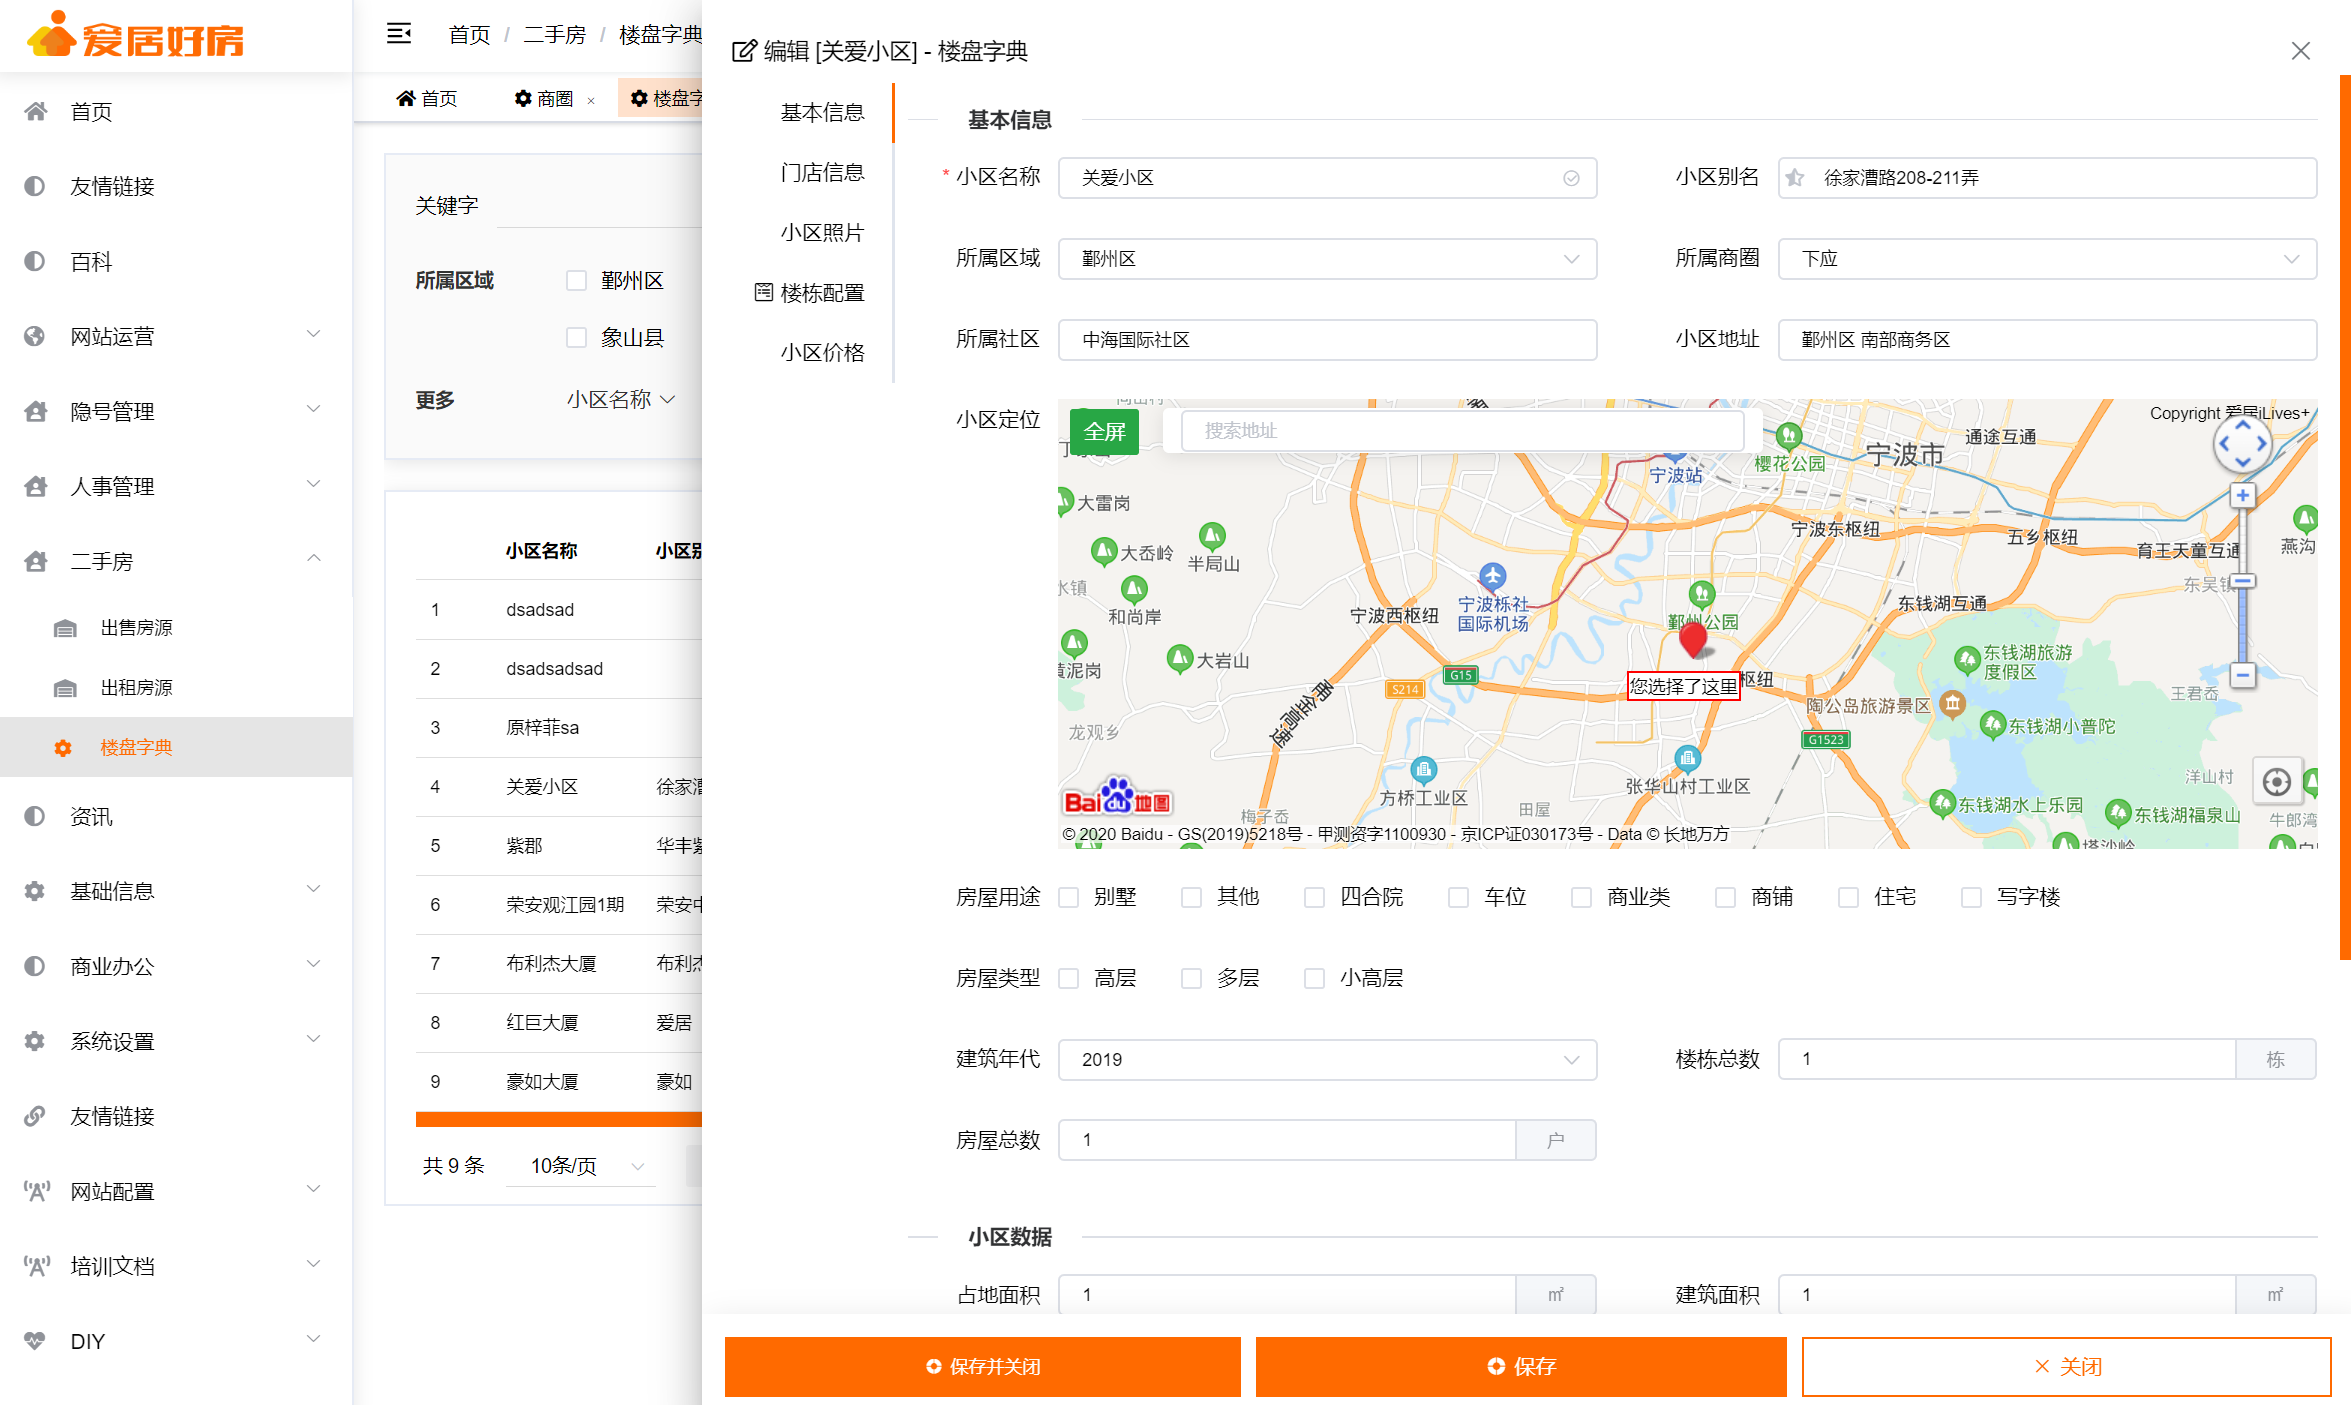 爱居好房
首页
友情链接
百科
网站运营
隐号管理
人事管理
二手房
出售房源
出租房源
楼盘字典
资讯
基础信息
商业办公
系统设置
友情链接
网站配置
培训文档
DIY
首页 / 二手房 / 楼盘字典
首页 商圈 × 楼盘字
关键字
所属区域 鄞州区
象山县
更多 小区名称
小区名称 小区别
1 dsadsad
2 dsadsadsad
3 原梓菲sa
4 关爱小区 徐家漕
5 紫郡 华丰紫
6 荣安观江园1期 荣安中
7 布利杰大厦 布利杰
8 红巨大厦 爱居
9 豪如大厦 豪如
共 9 条 10条/页
编辑 [关爱小区] - 楼盘字典
基本信息
门店信息
小区照片
楼栋配置
小区价格
基本信息
* 小区名称 关爱小区 小区别名 徐家漕路208-211弄
所属区域 鄞州区 所属商圈 下应
所属社区 中海国际社区 小区地址 鄞州区 南部商务区
小区定位
全屏 搜索地址
Copyright 爱居iLives+
宁波市
通途互通
樱花公园
宁波站
大雷岗
宁波东枢纽
五乡枢纽
育王天童互通
燕沟
大岙岭
半局山
水镇
和尚岸
东吴镇
宁波西枢纽
宁波栎社
国际机场
东钱湖互通
鄞州公园
黄泥岗
大岩山
G15
S214
您选择了这里
枢纽
东钱湖旅游
度假区
王君岙
陶公岛旅游景区
东钱湖小普陀
甬金高速
龙观乡
G1523
张华山村工业区
方桥工业区
洋山村
东钱湖水上乐园
东钱湖福泉山
梅子岙
田屋
牛郎湾
塔沙岭
Baidu地图
© 2020 Baidu - GS(2019)5218号 - 甲测资字1100930 - 京ICP证030173号 - Data © 长地万方
房屋用途 别墅 其他 四合院 车位 商业类 商铺 住宅 写字楼
房屋类型 高层 多层 小高层
建筑年代 2019 楼栋总数 1 栋
房屋总数 1 户
小区数据
占地面积 1 ㎡ 建筑面积 1 ㎡
保存并关闭 保存 关闭